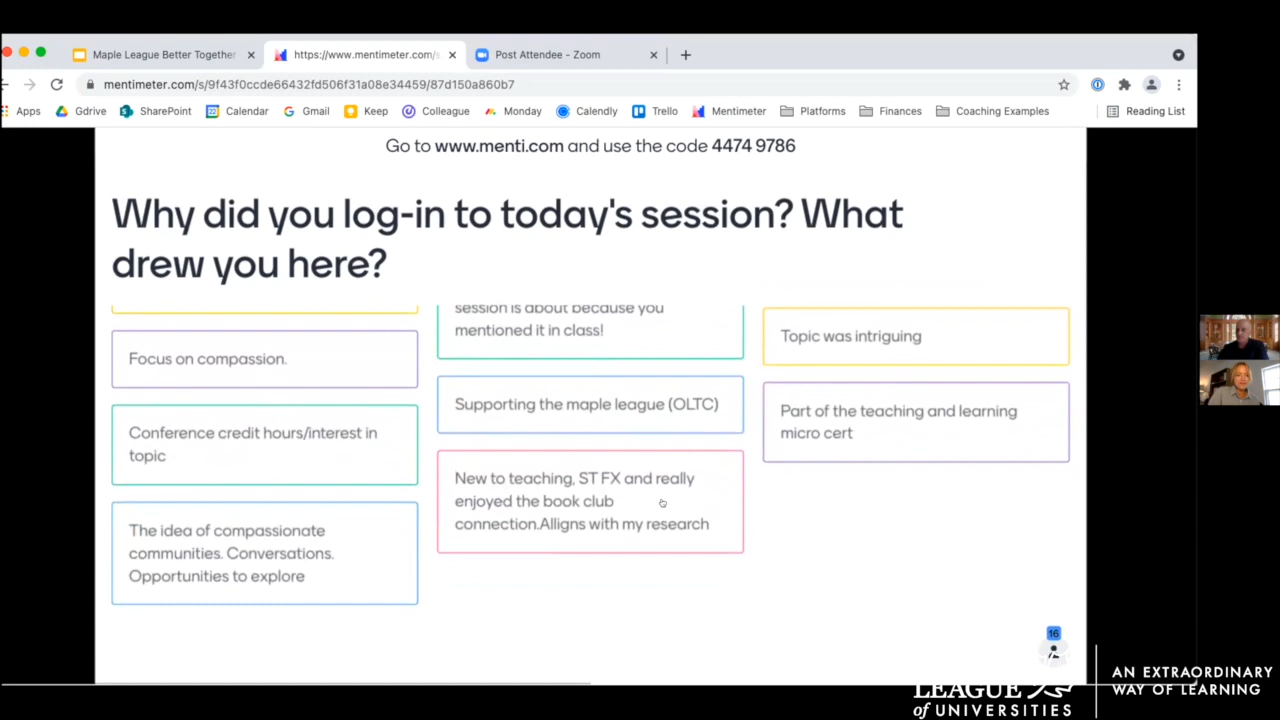 Maple League Better Together
https://www.mentimeter.com/s
Post Attendee - Zoom
mentimeter.com/s/9f43f0ccde66432fd506f31a08e34459/87d150a860b7
Apps
Gdrive
SharePoint
Calendar
Gmail
Keep
Colleague
Monday
Calendly
Trello
Mentimeter
Platforms
Finances
Coaching Examples
Reading List
Go to www.menti.com and use the code 4474 9786
Why did you log-in to today's session? What
drew you here?
Focus on compassion.
Conference credit hours/interest in
topic
The idea of compassionate
communities. Conversations.
Opportunities to explore
session is about because you
mentioned it in class!
Supporting the maple league (OLTC)
New to teaching, ST FX and really
enjoyed the book club
connection.Alligns with my research
Topic was intriguing
Part of the teaching and learning
micro cert
16
LEAGUE
of UNIVERSITIES
AN EXTRAORDINARY
WAY OF LEARNING